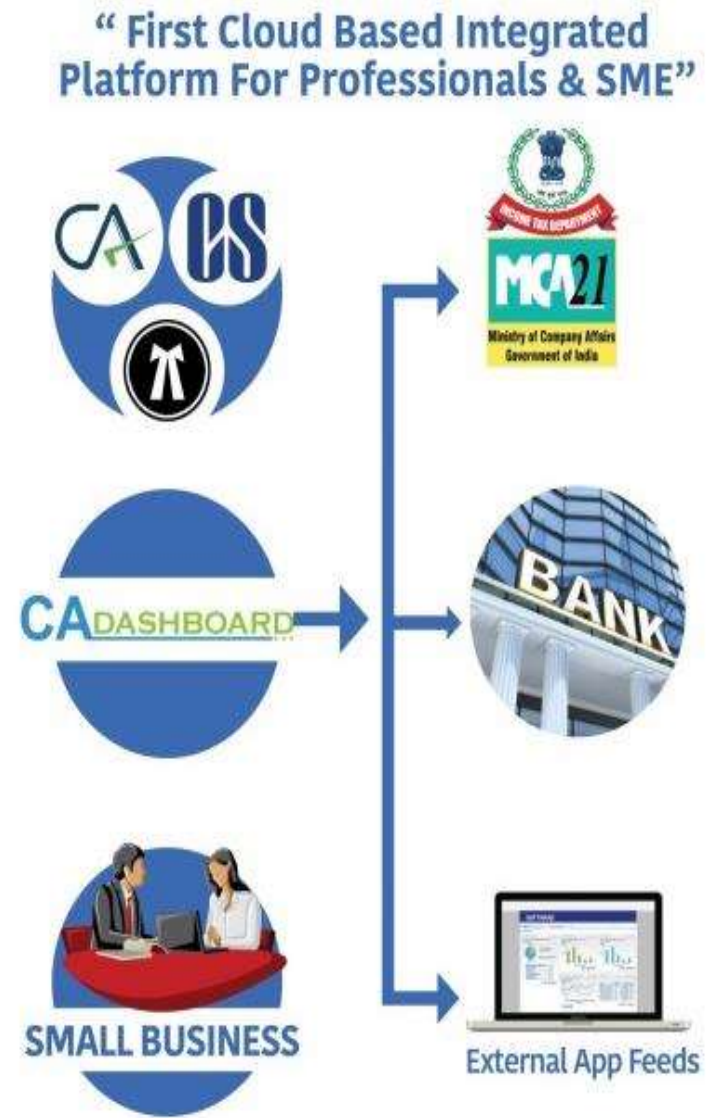 “ First Cloud Based Integrated
Platform For Professionals & SME”
CA
CS
INCOME TAX DEPARTMENT
MCA21
Ministry of Company Affairs
Government of India
CADASHBOARD...
BANK
SMALL BUSINESS
External App Feeds